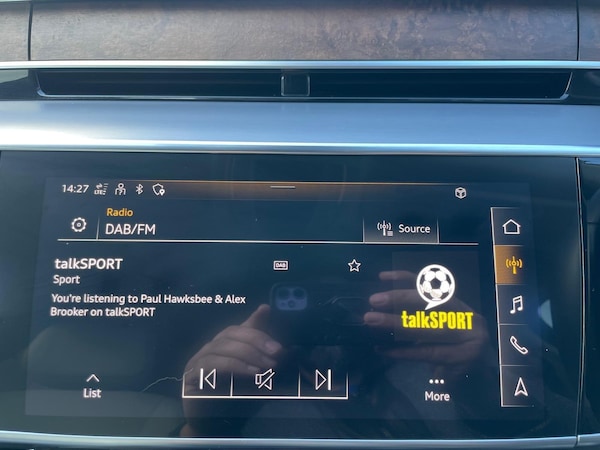 14:27 LTE
Radio
DAB/FM
Source
talkSPORT
DAB
Sport
You're listening to Paul Hawksbee & Alex
Brooker on talkSPORT
talkSPORT
List
More